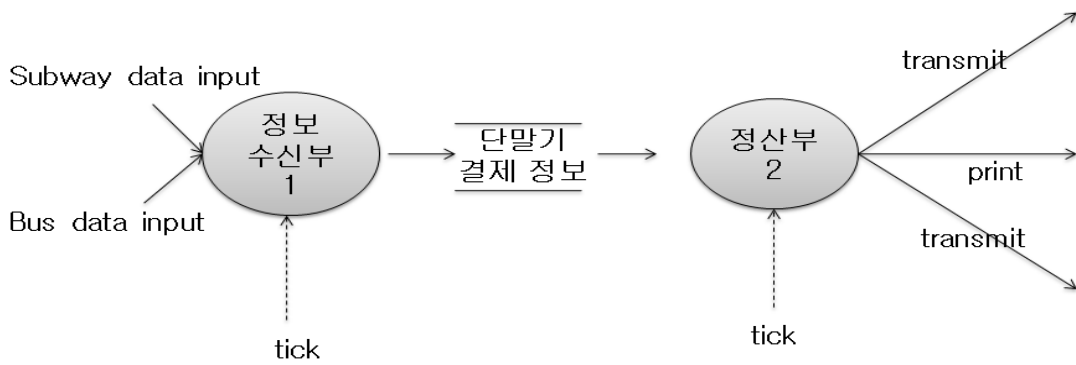 Subway data input
Bus data input
정보
수신부
1
tick
단말기
결제 정보
정산부
2
tick
transmit
print
transmit